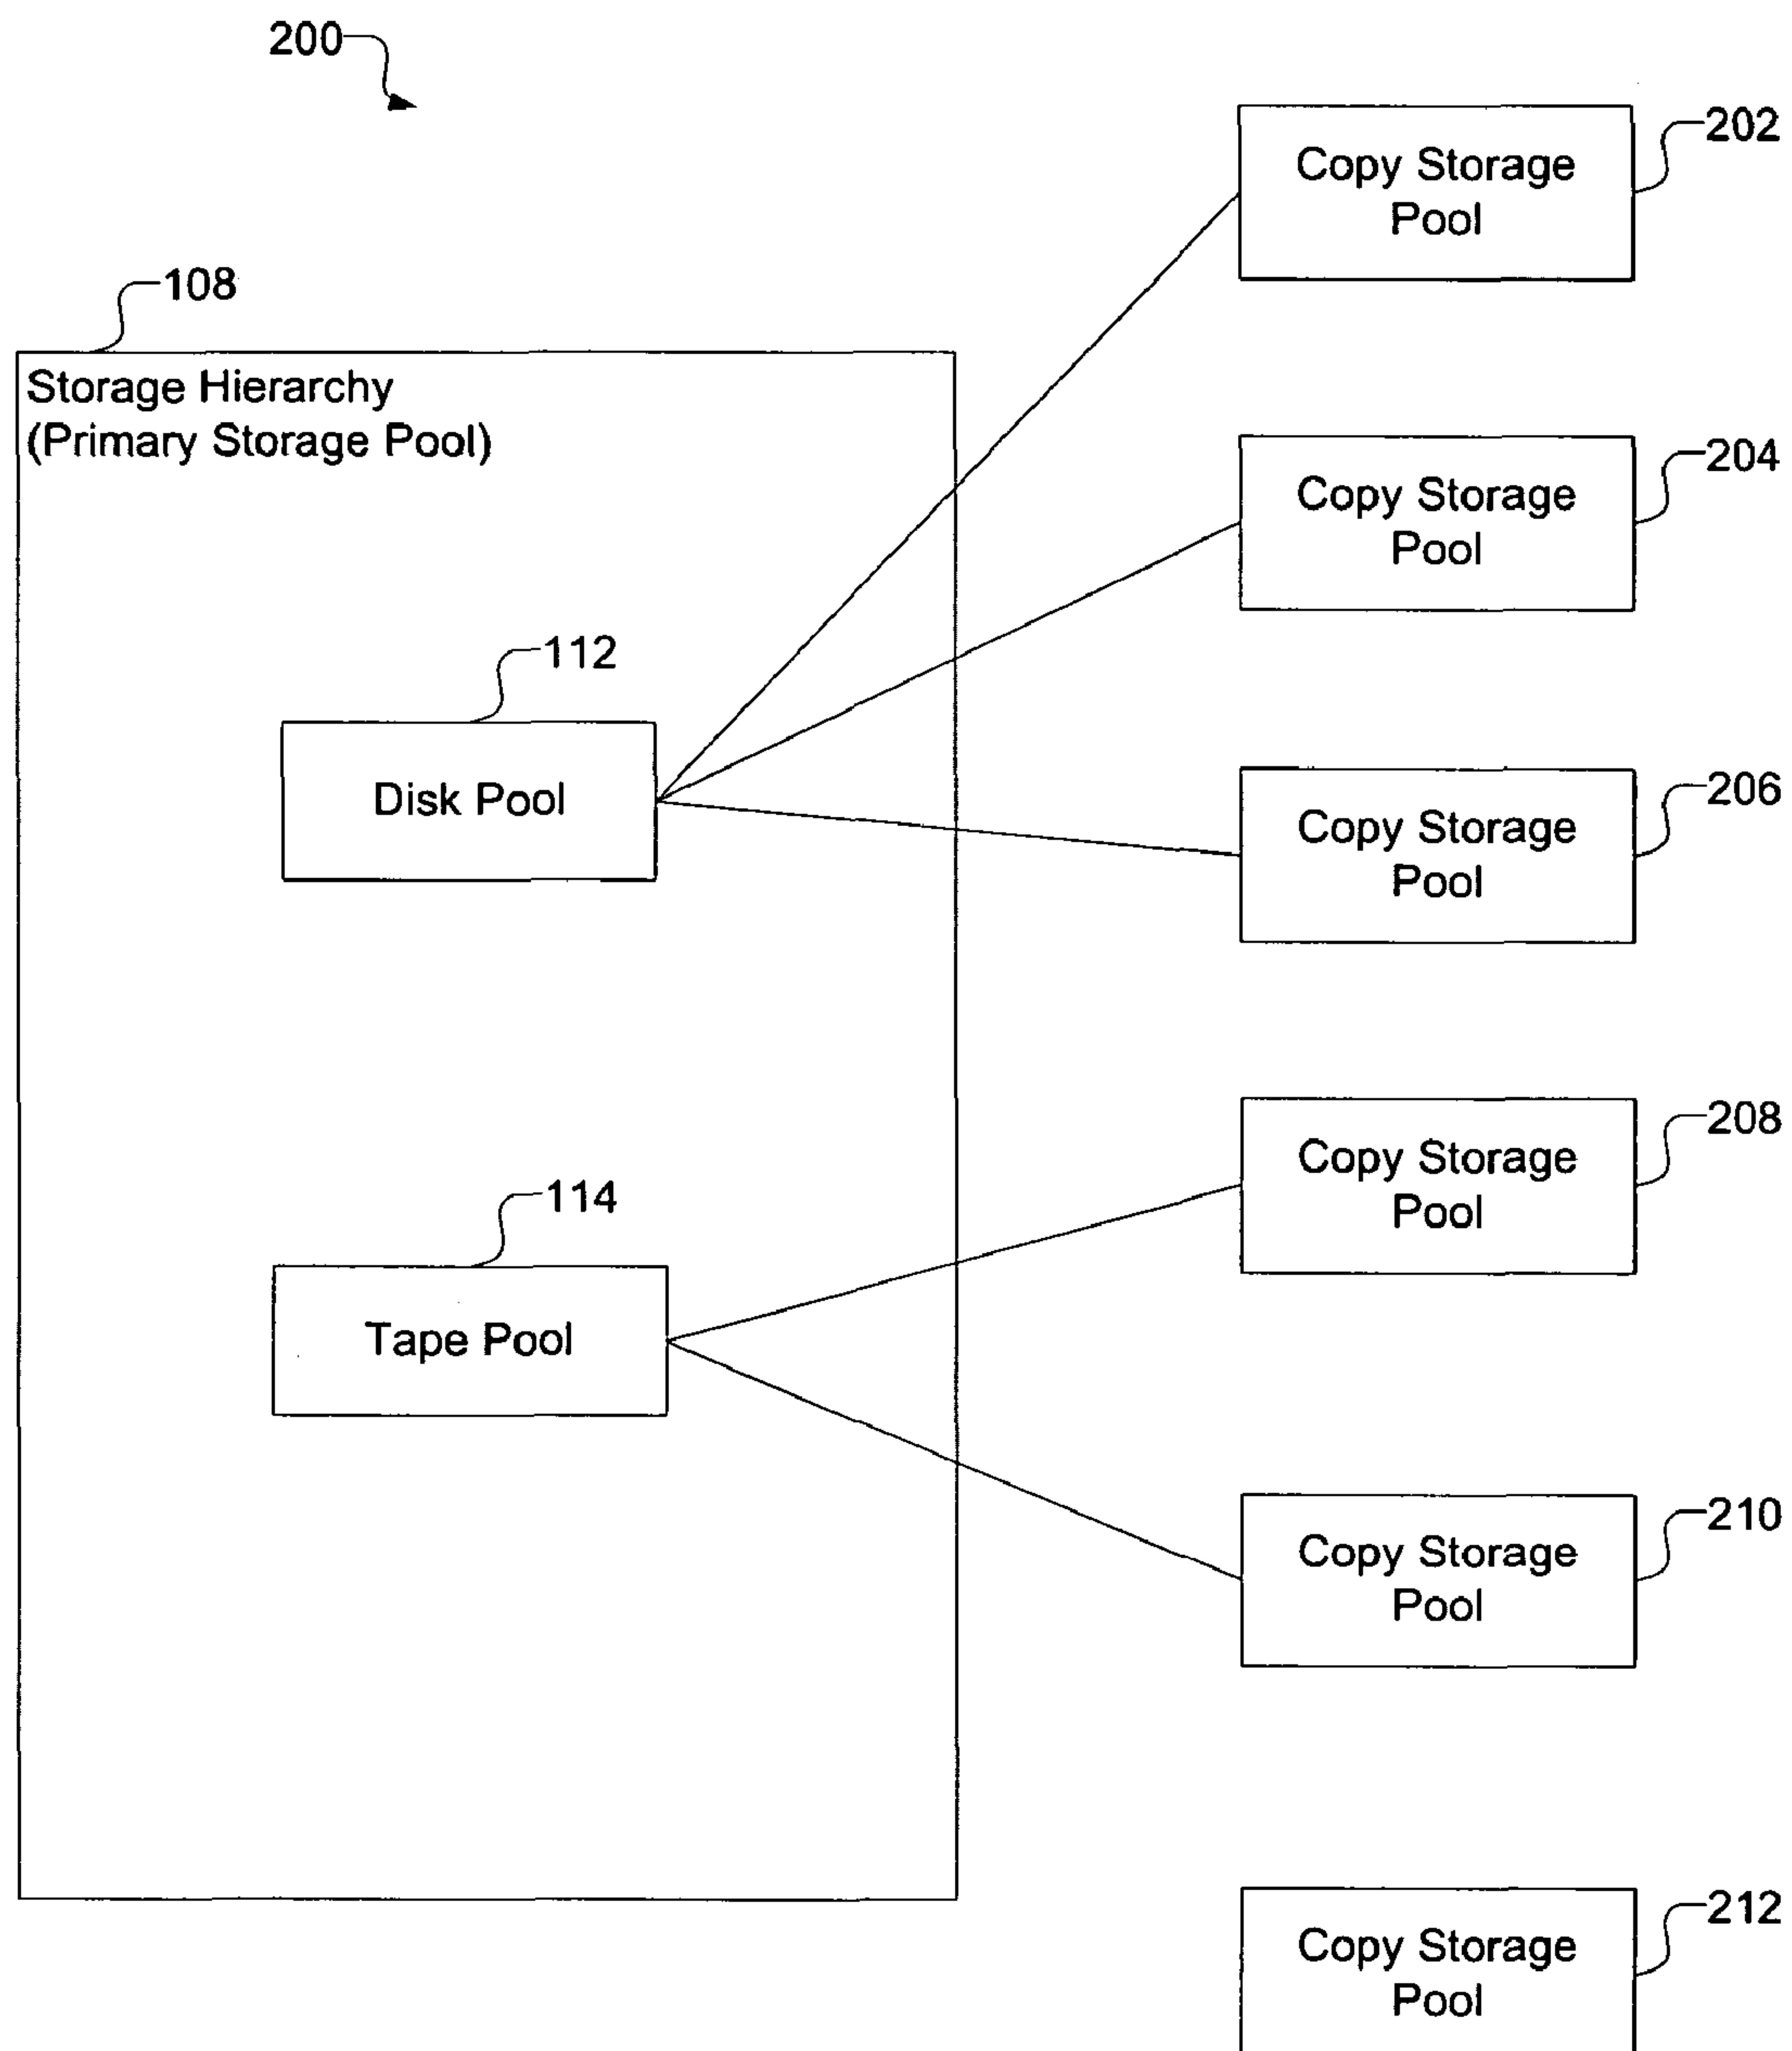 200
202
Copy Storage
Pool
108
Storage Hierarchy
(Primary Storage Pool)
204
Copy Storage
Pool
112
Disk Pool
206
Copy Storage
Pool
208
Copy Storage
Pool
114
Tape Pool
210
Copy Storage
Pool
212
Copy Storage
Pool